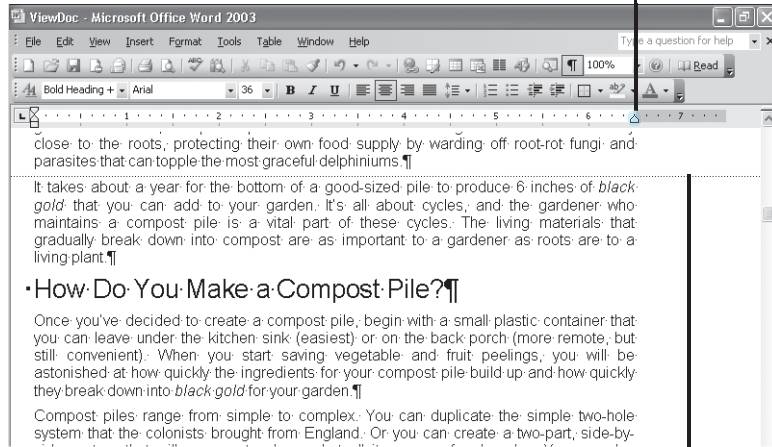 ViewDoc - Microsoft Office Word 2003
File Edit View Insert Format Tools Table Window Help
Type a question for help
100% Read
Bold Heading + Arial 36 B I U
1 2 3 4 5 6 7
close to the roots, protecting their own food supply by warding off root-rot fungi and
parasites that can topple the most graceful delphiniums.¶
It takes about a year for the bottom of a good-sized pile to produce 6 inches of black
gold that you can add to your garden. It's all about cycles, and the gardener who
maintains a compost pile is a vital part of these cycles. The living materials that
gradually break down into compost are as important to a gardener as roots are to a
living plant.¶
How Do You Make a Compost Pile?¶
Once you've decided to create a compost pile, begin with a small plastic container that
you can leave under the kitchen sink (easiest) or on the back porch (more remote, but
still convenient). When you start saving vegetable and fruit peelings, you will be
astonished at how quickly the ingredients for your compost pile build up and how quickly
they break down into black gold for your garden.¶
Compost piles range from simple to complex. You can duplicate the simple two-hole
system that the colonists brought from England. Or you can create a two-part, side-by-